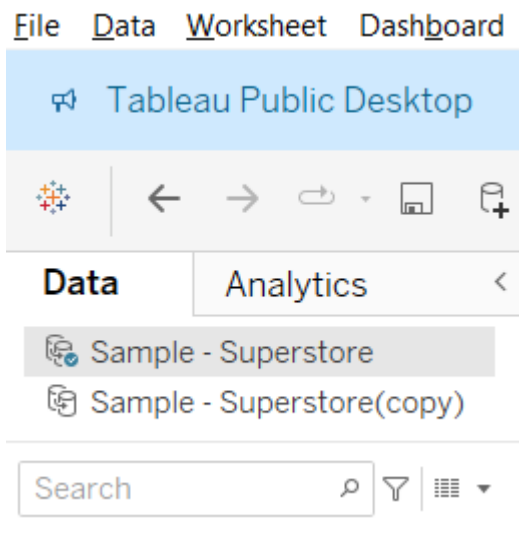 File Data Worksheet Dashboard
Tableau Public Desktop
Data Analytics
Sample - Superstore
Sample - Superstore(copy)
Search